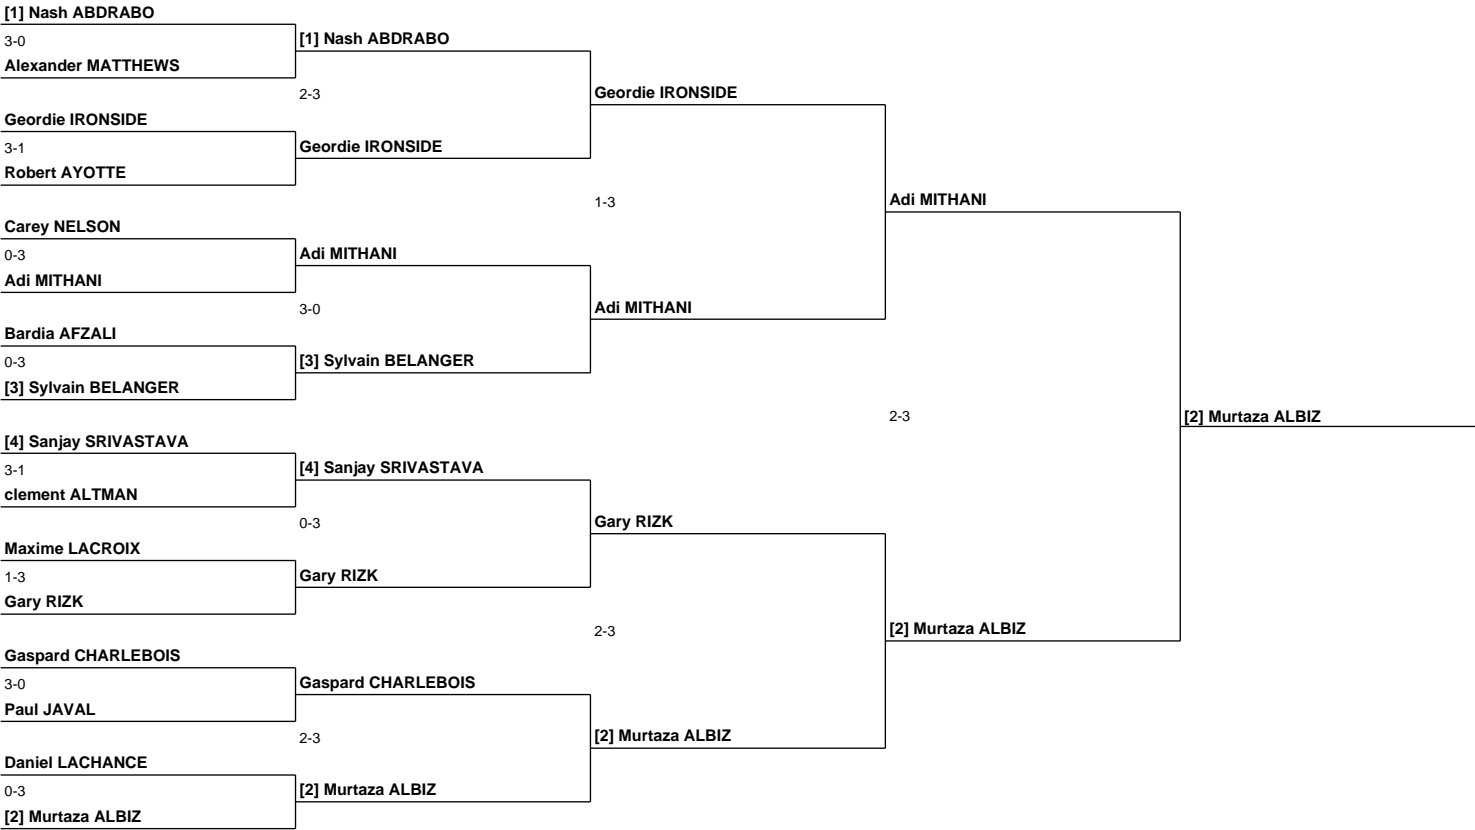 [1] Nash ABDRABO
3-0
Alexander MATTHEWS
Geordie IRONSIDE
3-1
Robert AYOTTE
Carey NELSON
0-3
Adi MITHANI
Bardia AFZALI
0-3
[3] Sylvain BELANGER
[4] Sanjay SRIVASTAVA
3-1
clement ALTMAN
Maxime LACROIX
1-3
Gary RIZK
Gaspard CHARLEBOIS
3-0
Paul JAVAL
Daniel LACHANCE
0-3
[2] Murtaza ALBIZ
[1] Nash ABDRABO
2-3
Geordie IRONSIDE
Adi MITHANI
3-0
[3] Sylvain BELANGER
[4] Sanjay SRIVASTAVA
0-3
Gary RIZK
Gaspard CHARLEBOIS
2-3
[2] Murtaza ALBIZ
Geordie IRONSIDE
1-3
Adi MITHANI
Gary RIZK
2-3
[2] Murtaza ALBIZ
Adi MITHANI
2-3
[2] Murtaza ALBIZ
[2] Murtaza ALBIZ